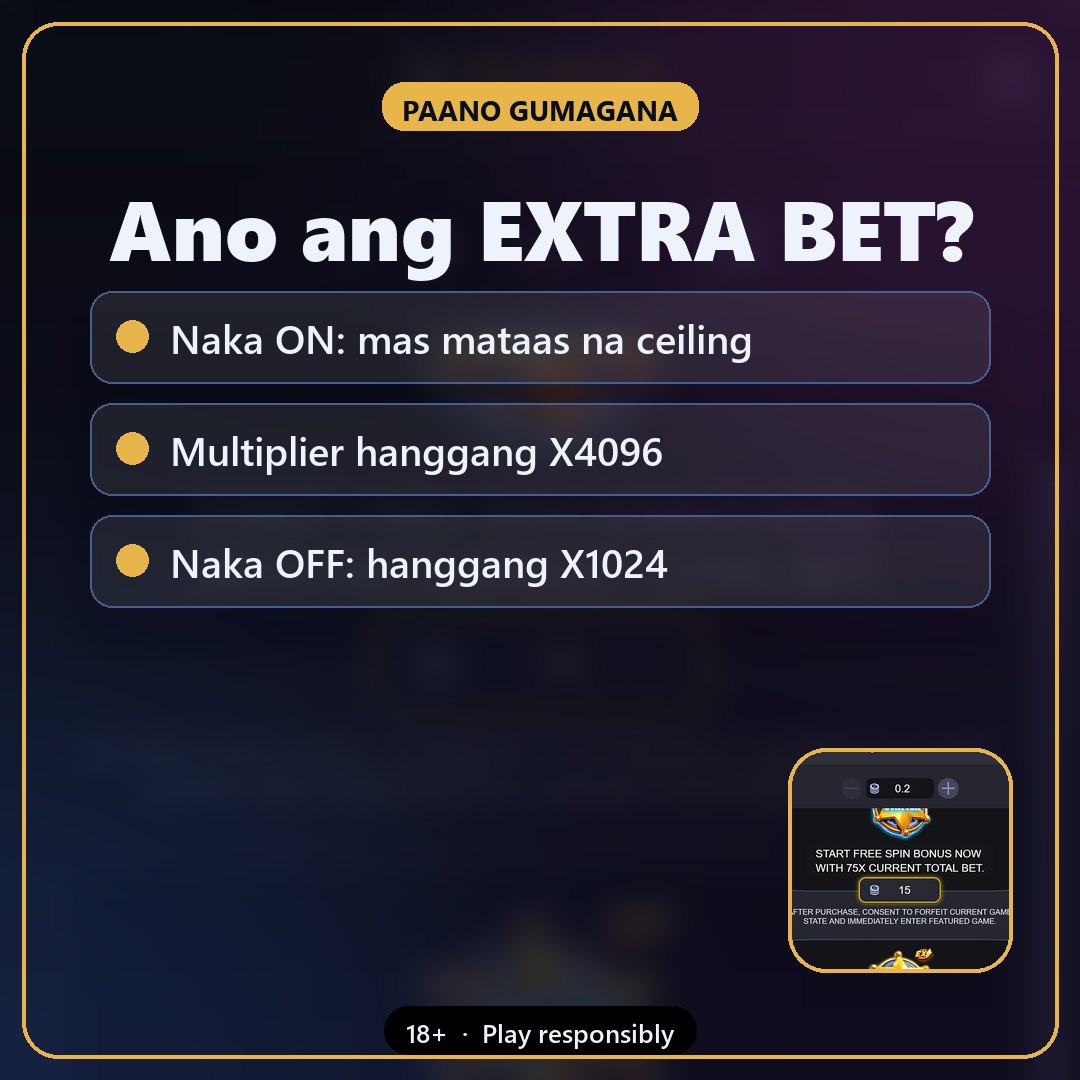 PAANO GUMAGANA
Ano ang EXTRA BET?
Naka ON: mas mataas na ceiling
Multiplier hanggang X4096
Naka OFF: hanggang X1024
0.2
START FREE SPIN BONUS NOW
WITH 75X CURRENT TOTAL BET.
15
PURCHASE, CONSENT TO FORFEIT CURRENT GAME
STATE AND IMMEDIATELY ENTER FEATURED GAME.
18+ · Play responsibly